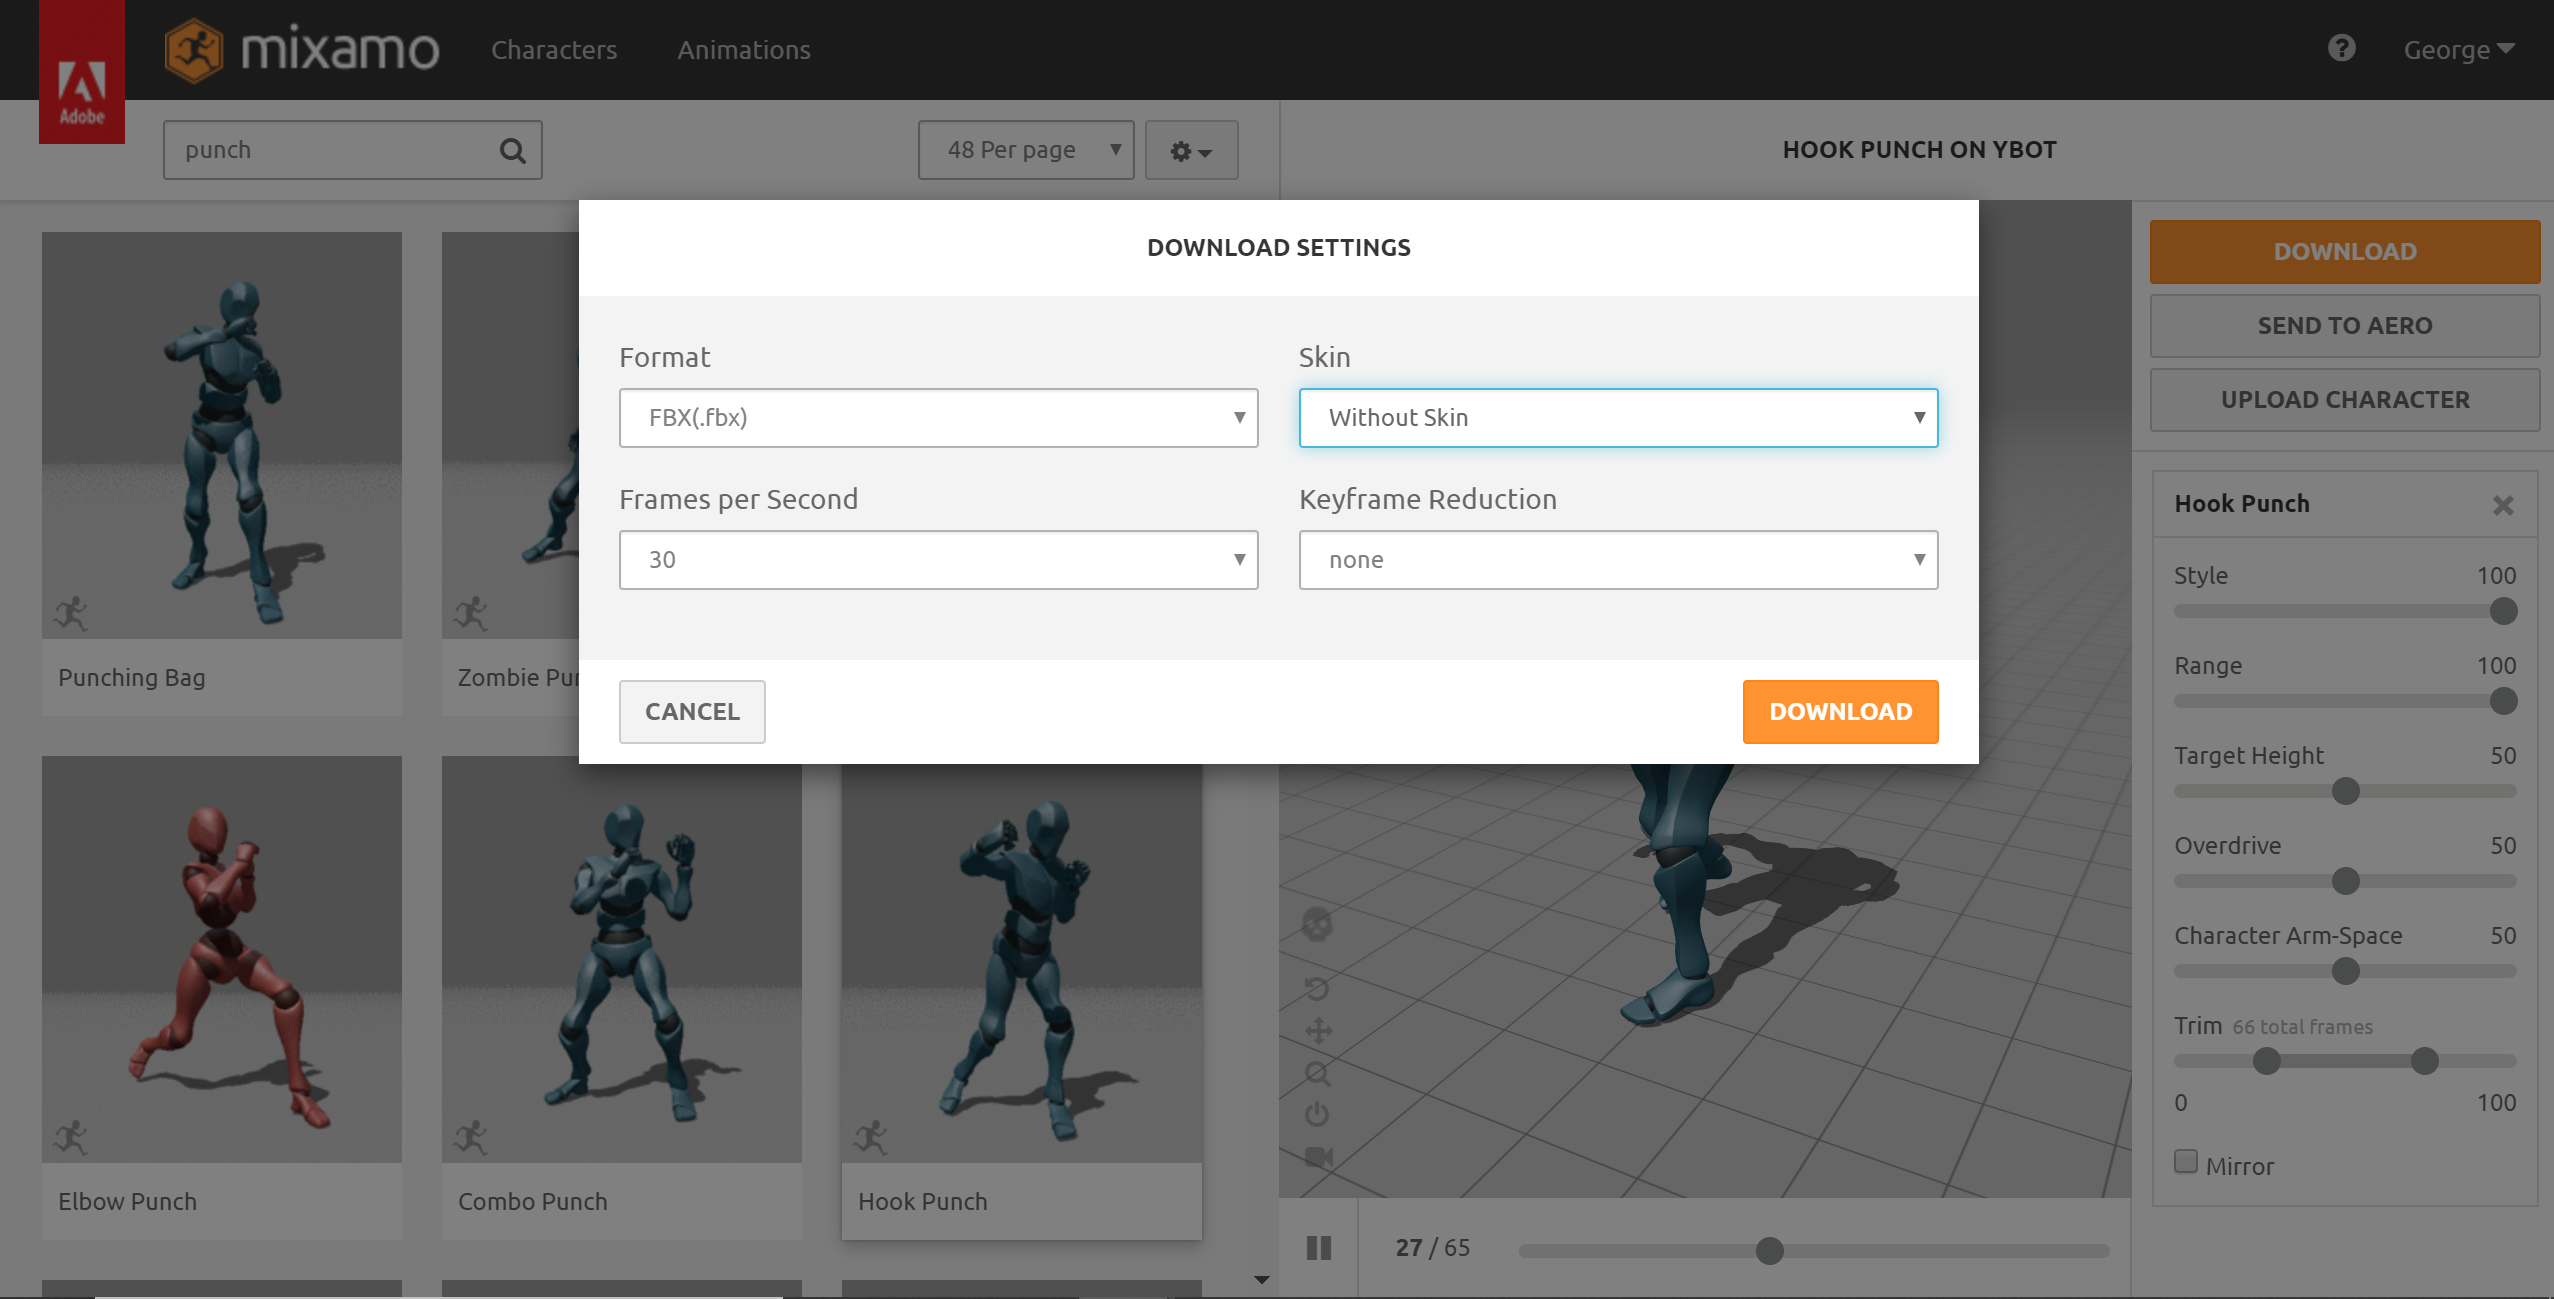 Adobe
mixamo
Characters
Animations
George
punch
48 Per page
HOOK PUNCH ON YBOT
DOWNLOAD SETTINGS
Format
Skin
FBX(.fbx)
Without Skin
Frames per Second
Keyframe Reduction
30
none
CANCEL
DOWNLOAD
DOWNLOAD
SEND TO AERO
UPLOAD CHARACTER
Hook Punch
Style 100
Range 100
Target Height 50
Overdrive 50
Character Arm-Space 50
Trim 66 total frames
0 100
Mirror
Punching Bag
Zombie Pun
Elbow Punch
Combo Punch
Hook Punch
27 / 65